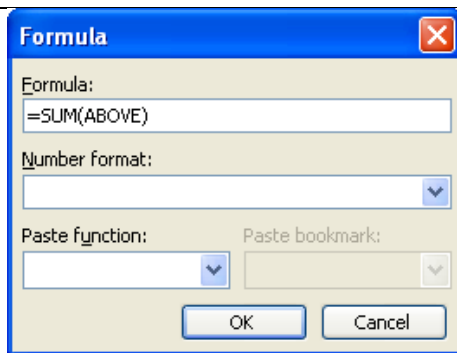 Formula
Formula:
=SUM(ABOVE)
Number format:
Paste function: Paste bookmark:
OK Cancel